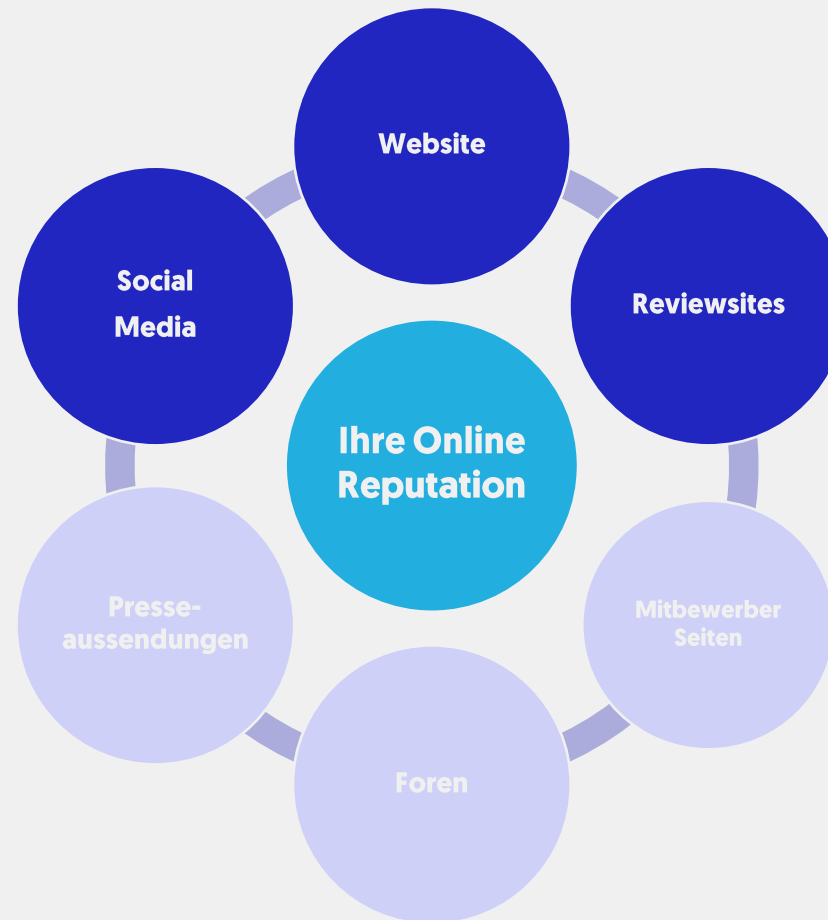 Website
Social
Media
Reviewsites
Ihre Online
Reputation
Presse-
aussendungen
Mitbewerber
Seiten
Foren